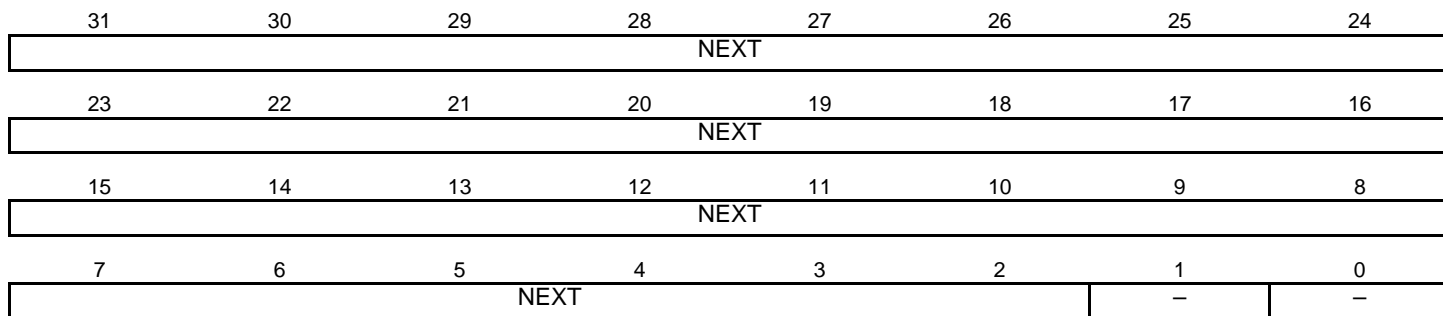 31 30 29 28 27 26 25 24
NEXT
23 22 21 20 19 18 17 16
NEXT
15 14 13 12 11 10 9 8
NEXT
7 6 5 4 3 2 1 0
NEXT – –